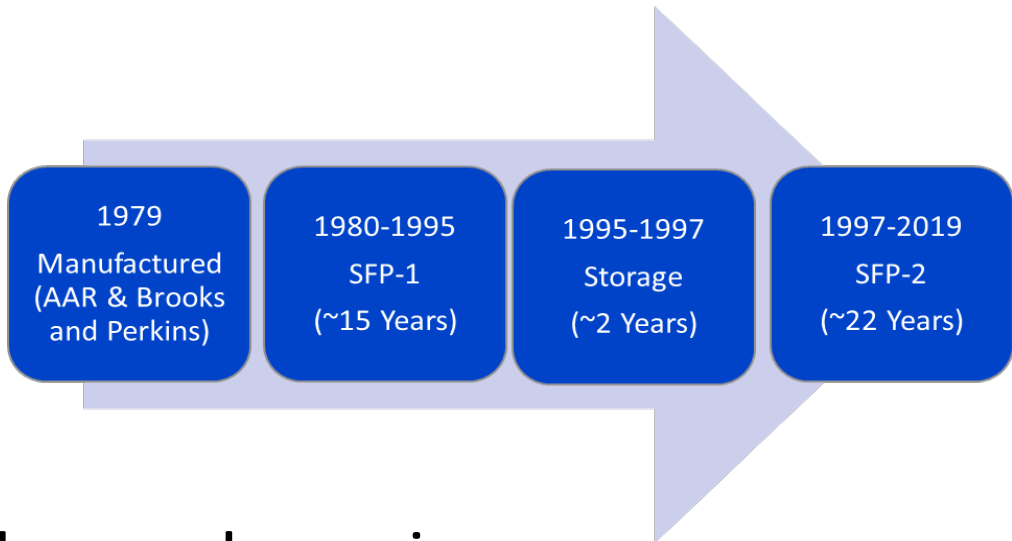 1979
Manufactured
(AAR & Brooks
and Perkins)
1980-1995
SFP-1
(~15 Years)
1995-1997
Storage
(~2 Years)
1997-2019
SFP-2
(~22 Years)